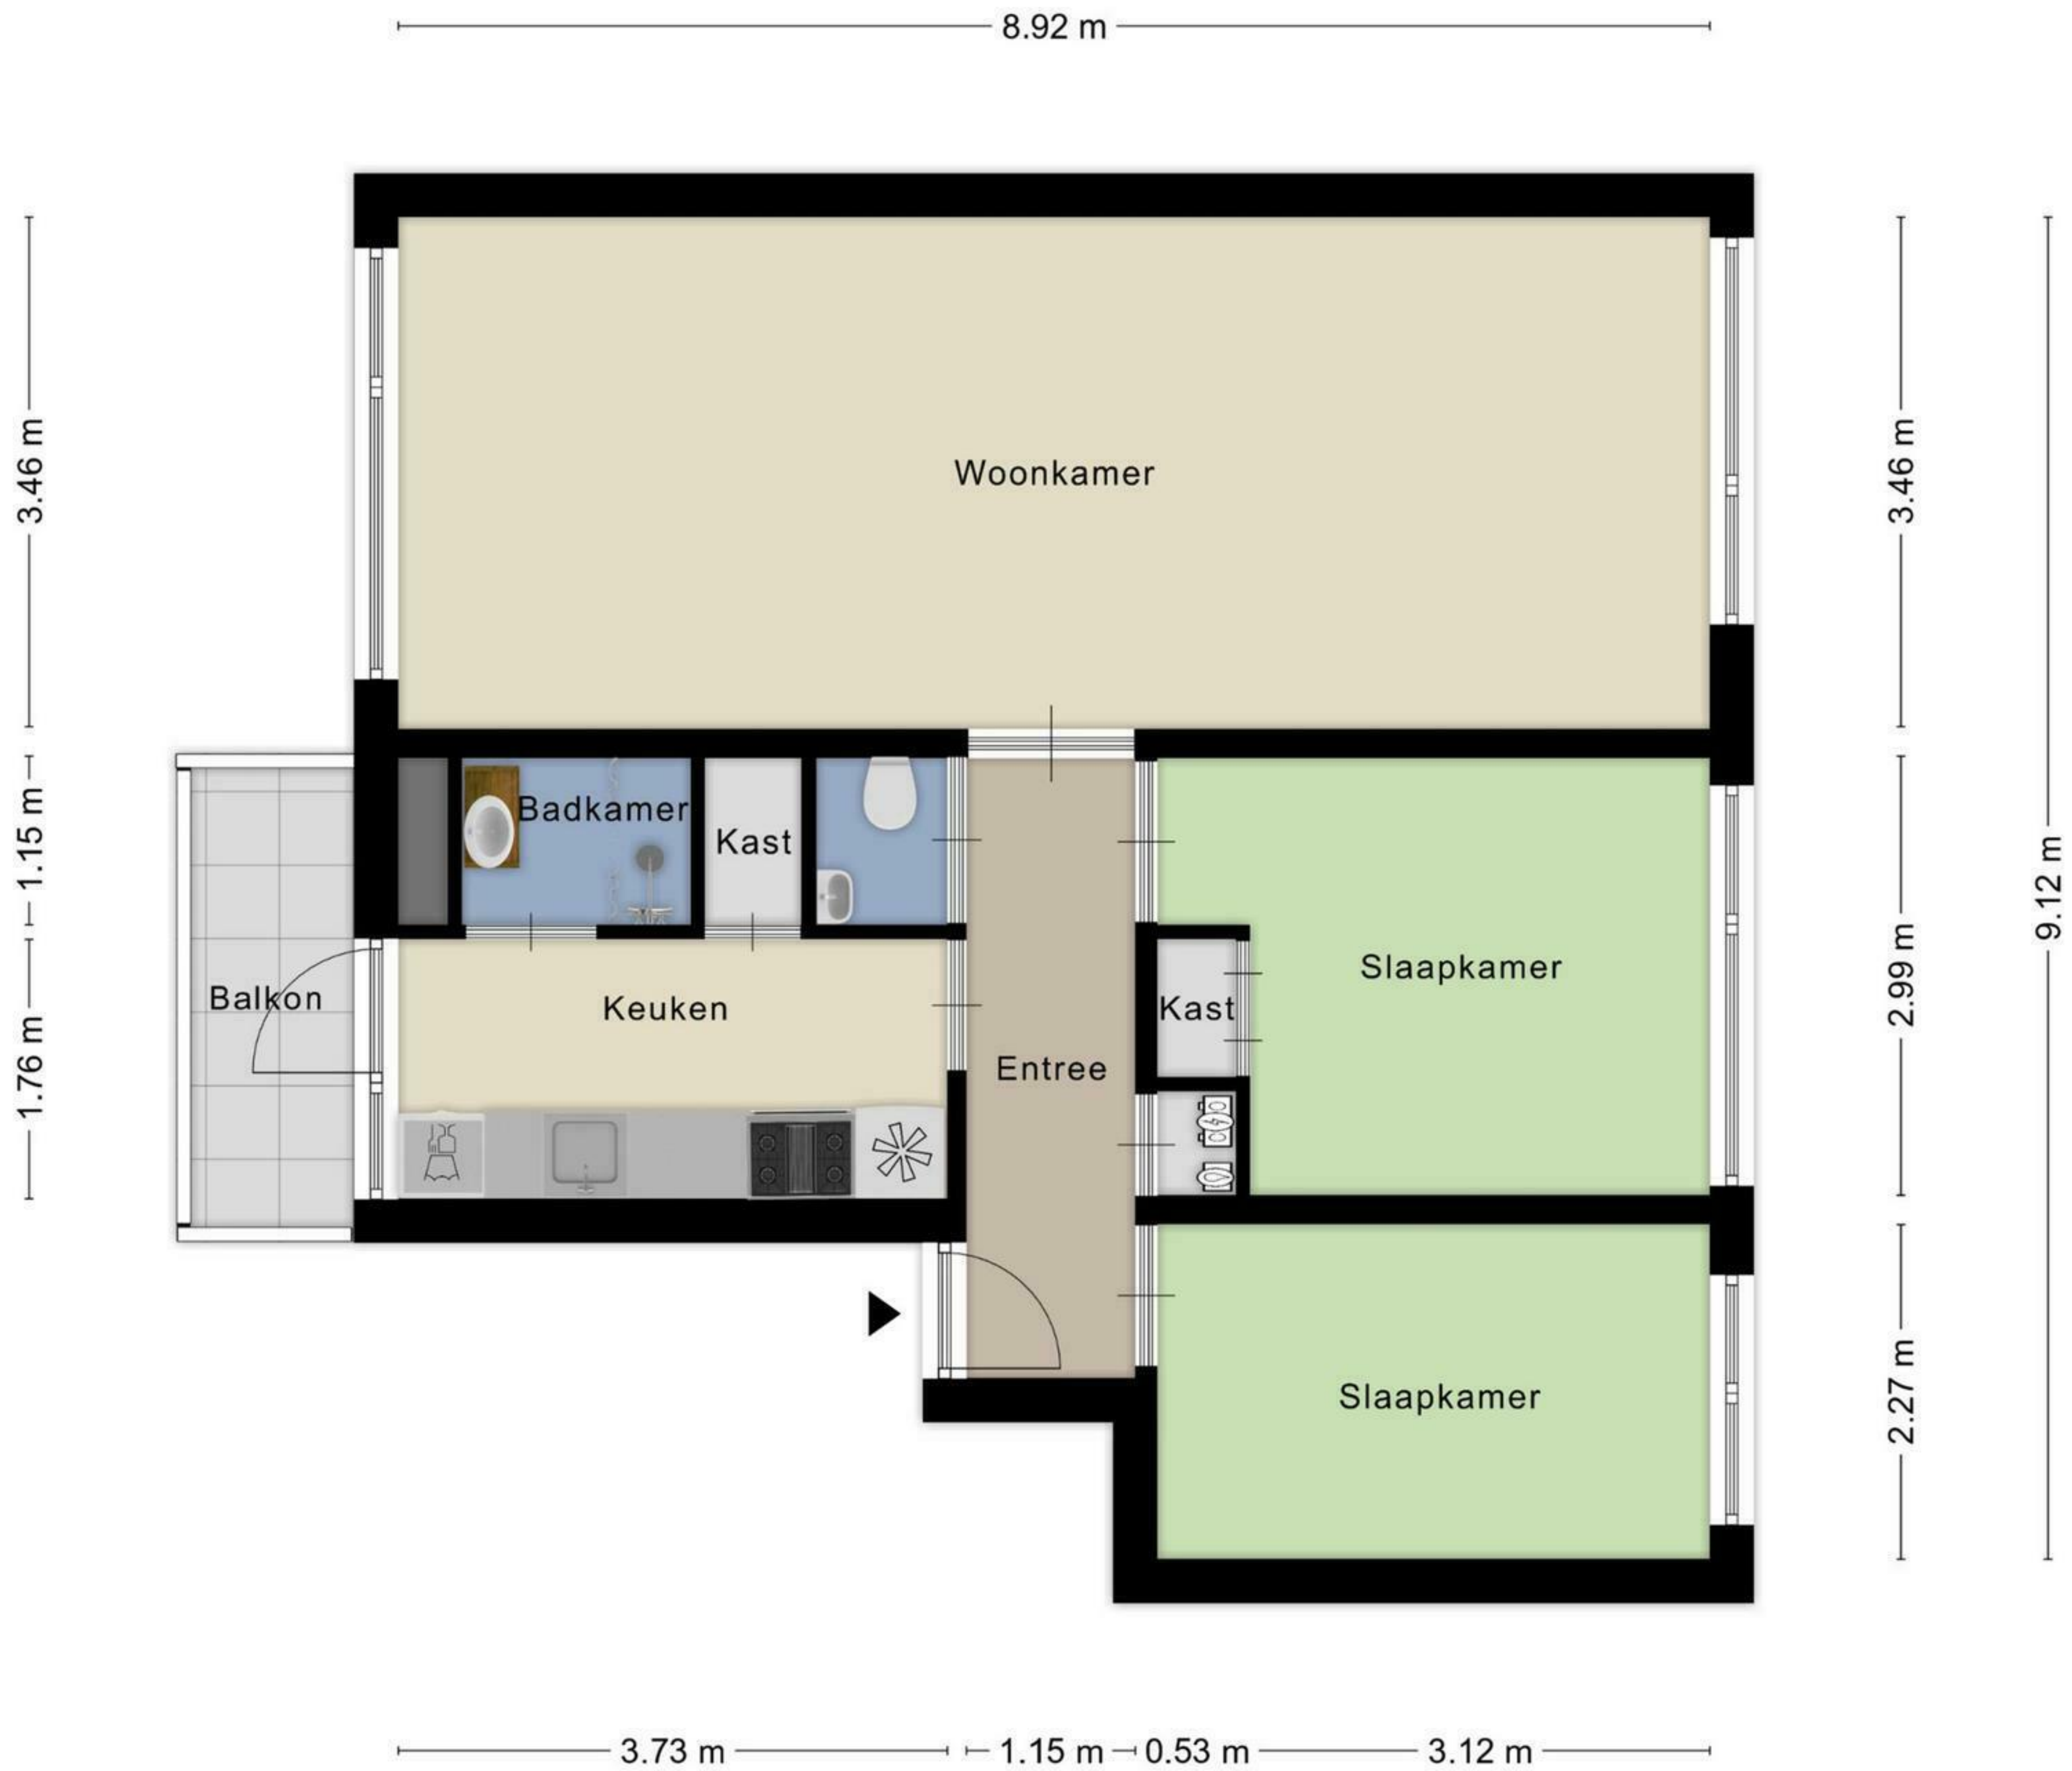 8.92 m
3.46 m
3.46 m
Woonkamer
1.15 m
Badkamer
Kast
9.12 m
2.99 m
Slaapkamer
Balkon
Keuken
Kast
1.76 m
Entree
2.27 m
Slaapkamer
3.73 m
1.15 m
0.53 m
3.12 m